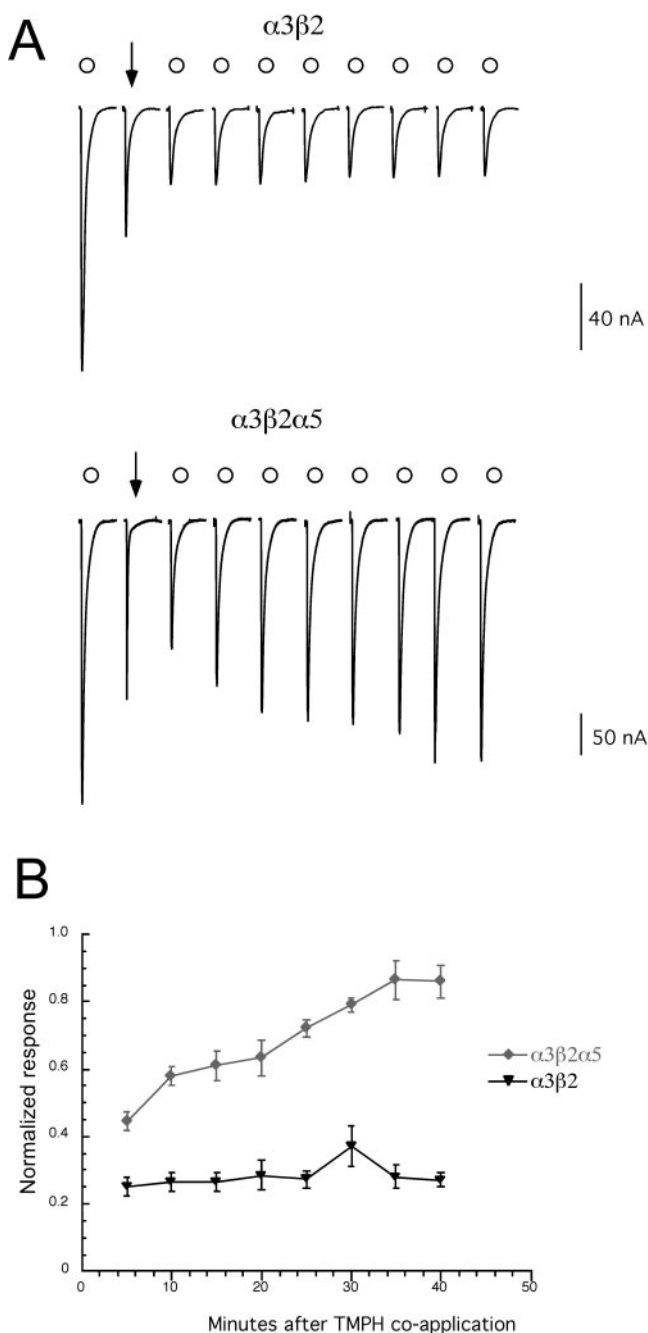 A
α3β2
40 nA
α3β2α5
50 nA
B
1.0
0.8
0.6
0.4
0.2
0
Normalized response
0 10 20 30 40 50
Minutes after TMPH co-application
α3β2α5
α3β2